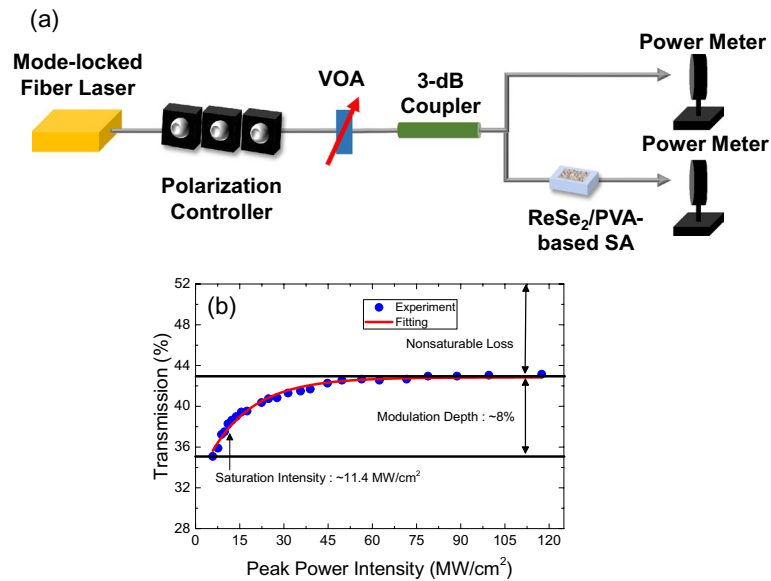 (a)
Mode-locked
Fiber Laser
Polarization
Controller
VOA
3-dB
Coupler
Power Meter
Power Meter
ReSe₂/PVA-
based SA
(b)
Experiment
Fitting
Nonsaturable Loss
Modulation Depth : ~8%
Saturation Intensity : ~11.4 MW/cm²
Transmission (%)
52
48
44
40
36
32
28
0 15 30 45 60 75 90 105 120
Peak Power Intensity (MW/cm²)